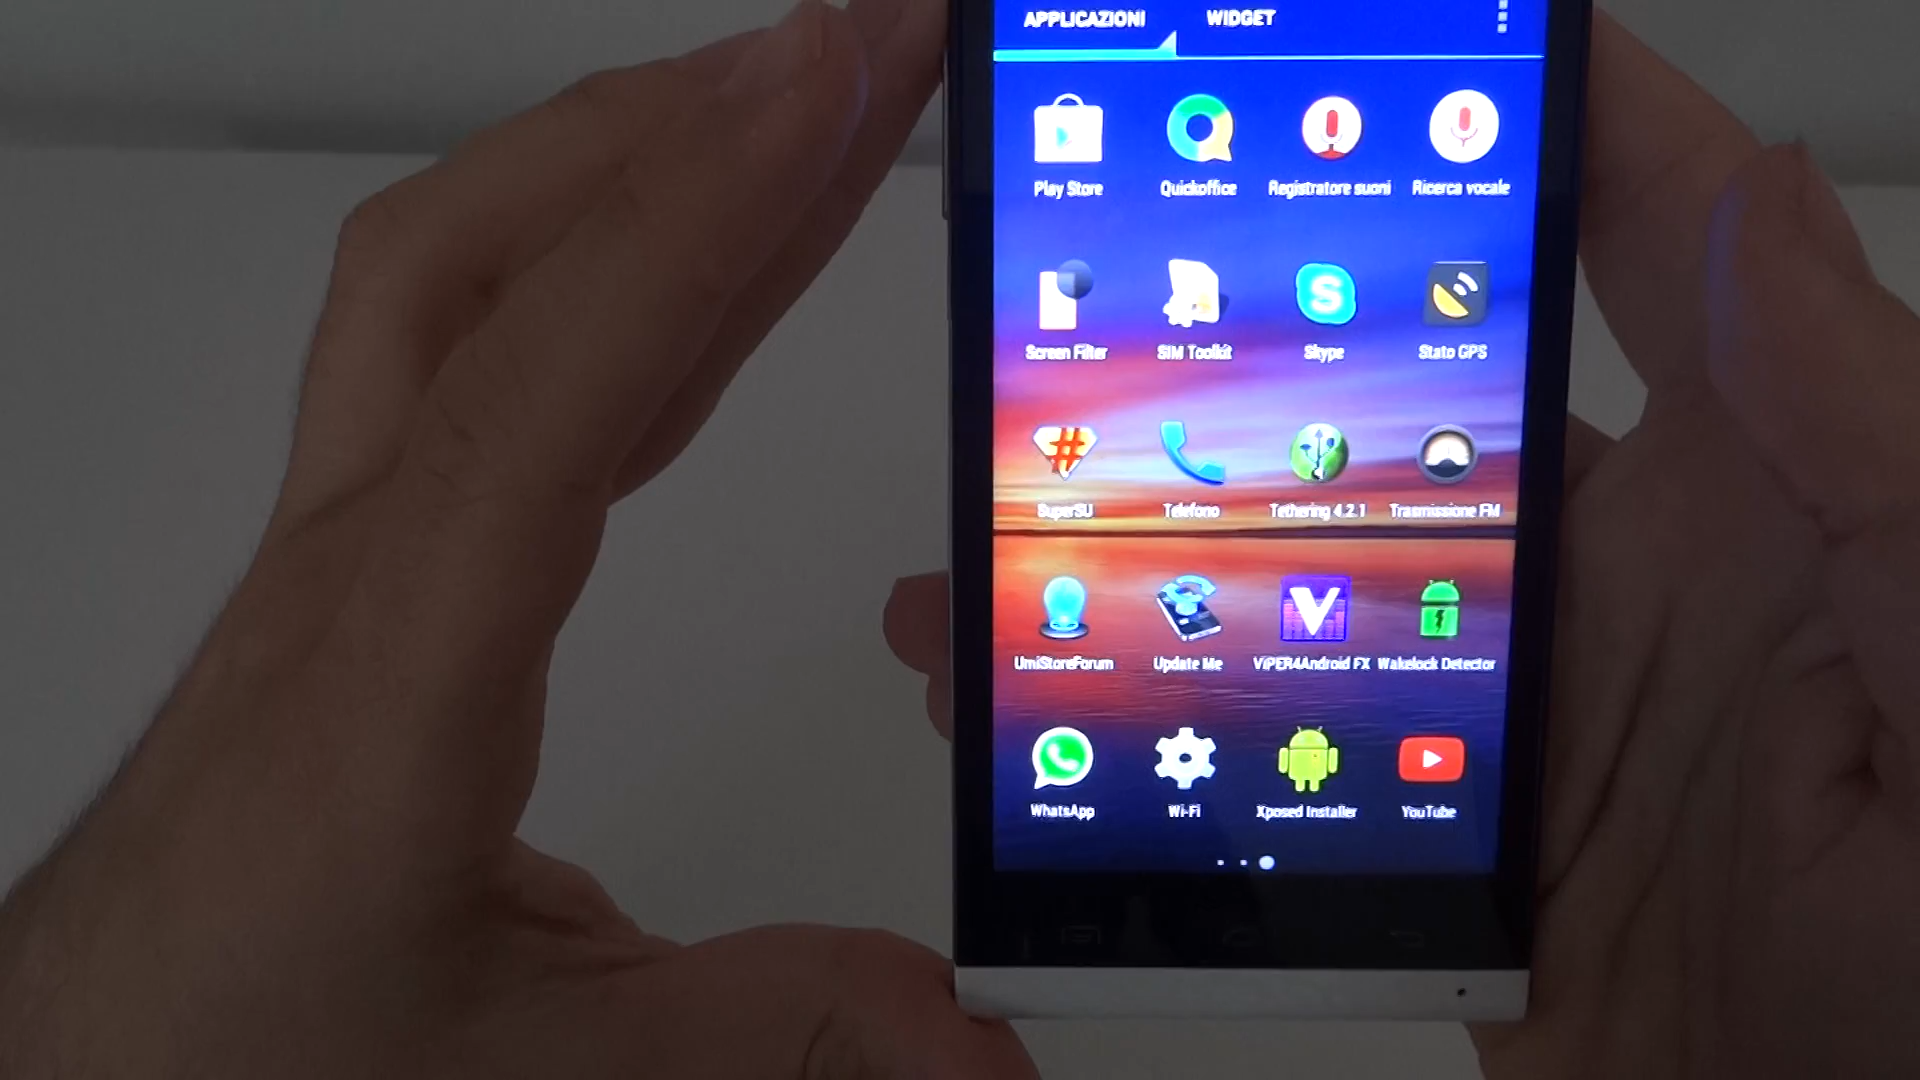 APPLICAZIONI WIDGET
Play Store Quickoffice Registratore suoni Ricerca vocale
Screen Filter SIM Toolkit Skype Stato GPS
SuperSU Telefono Tethering 4.2.1 Trasmissione FM
UmiStoreForum Update Me ViPER4Android FX Wakelock Detector
WhatsApp Wi-Fi Xposed Installer YouTube